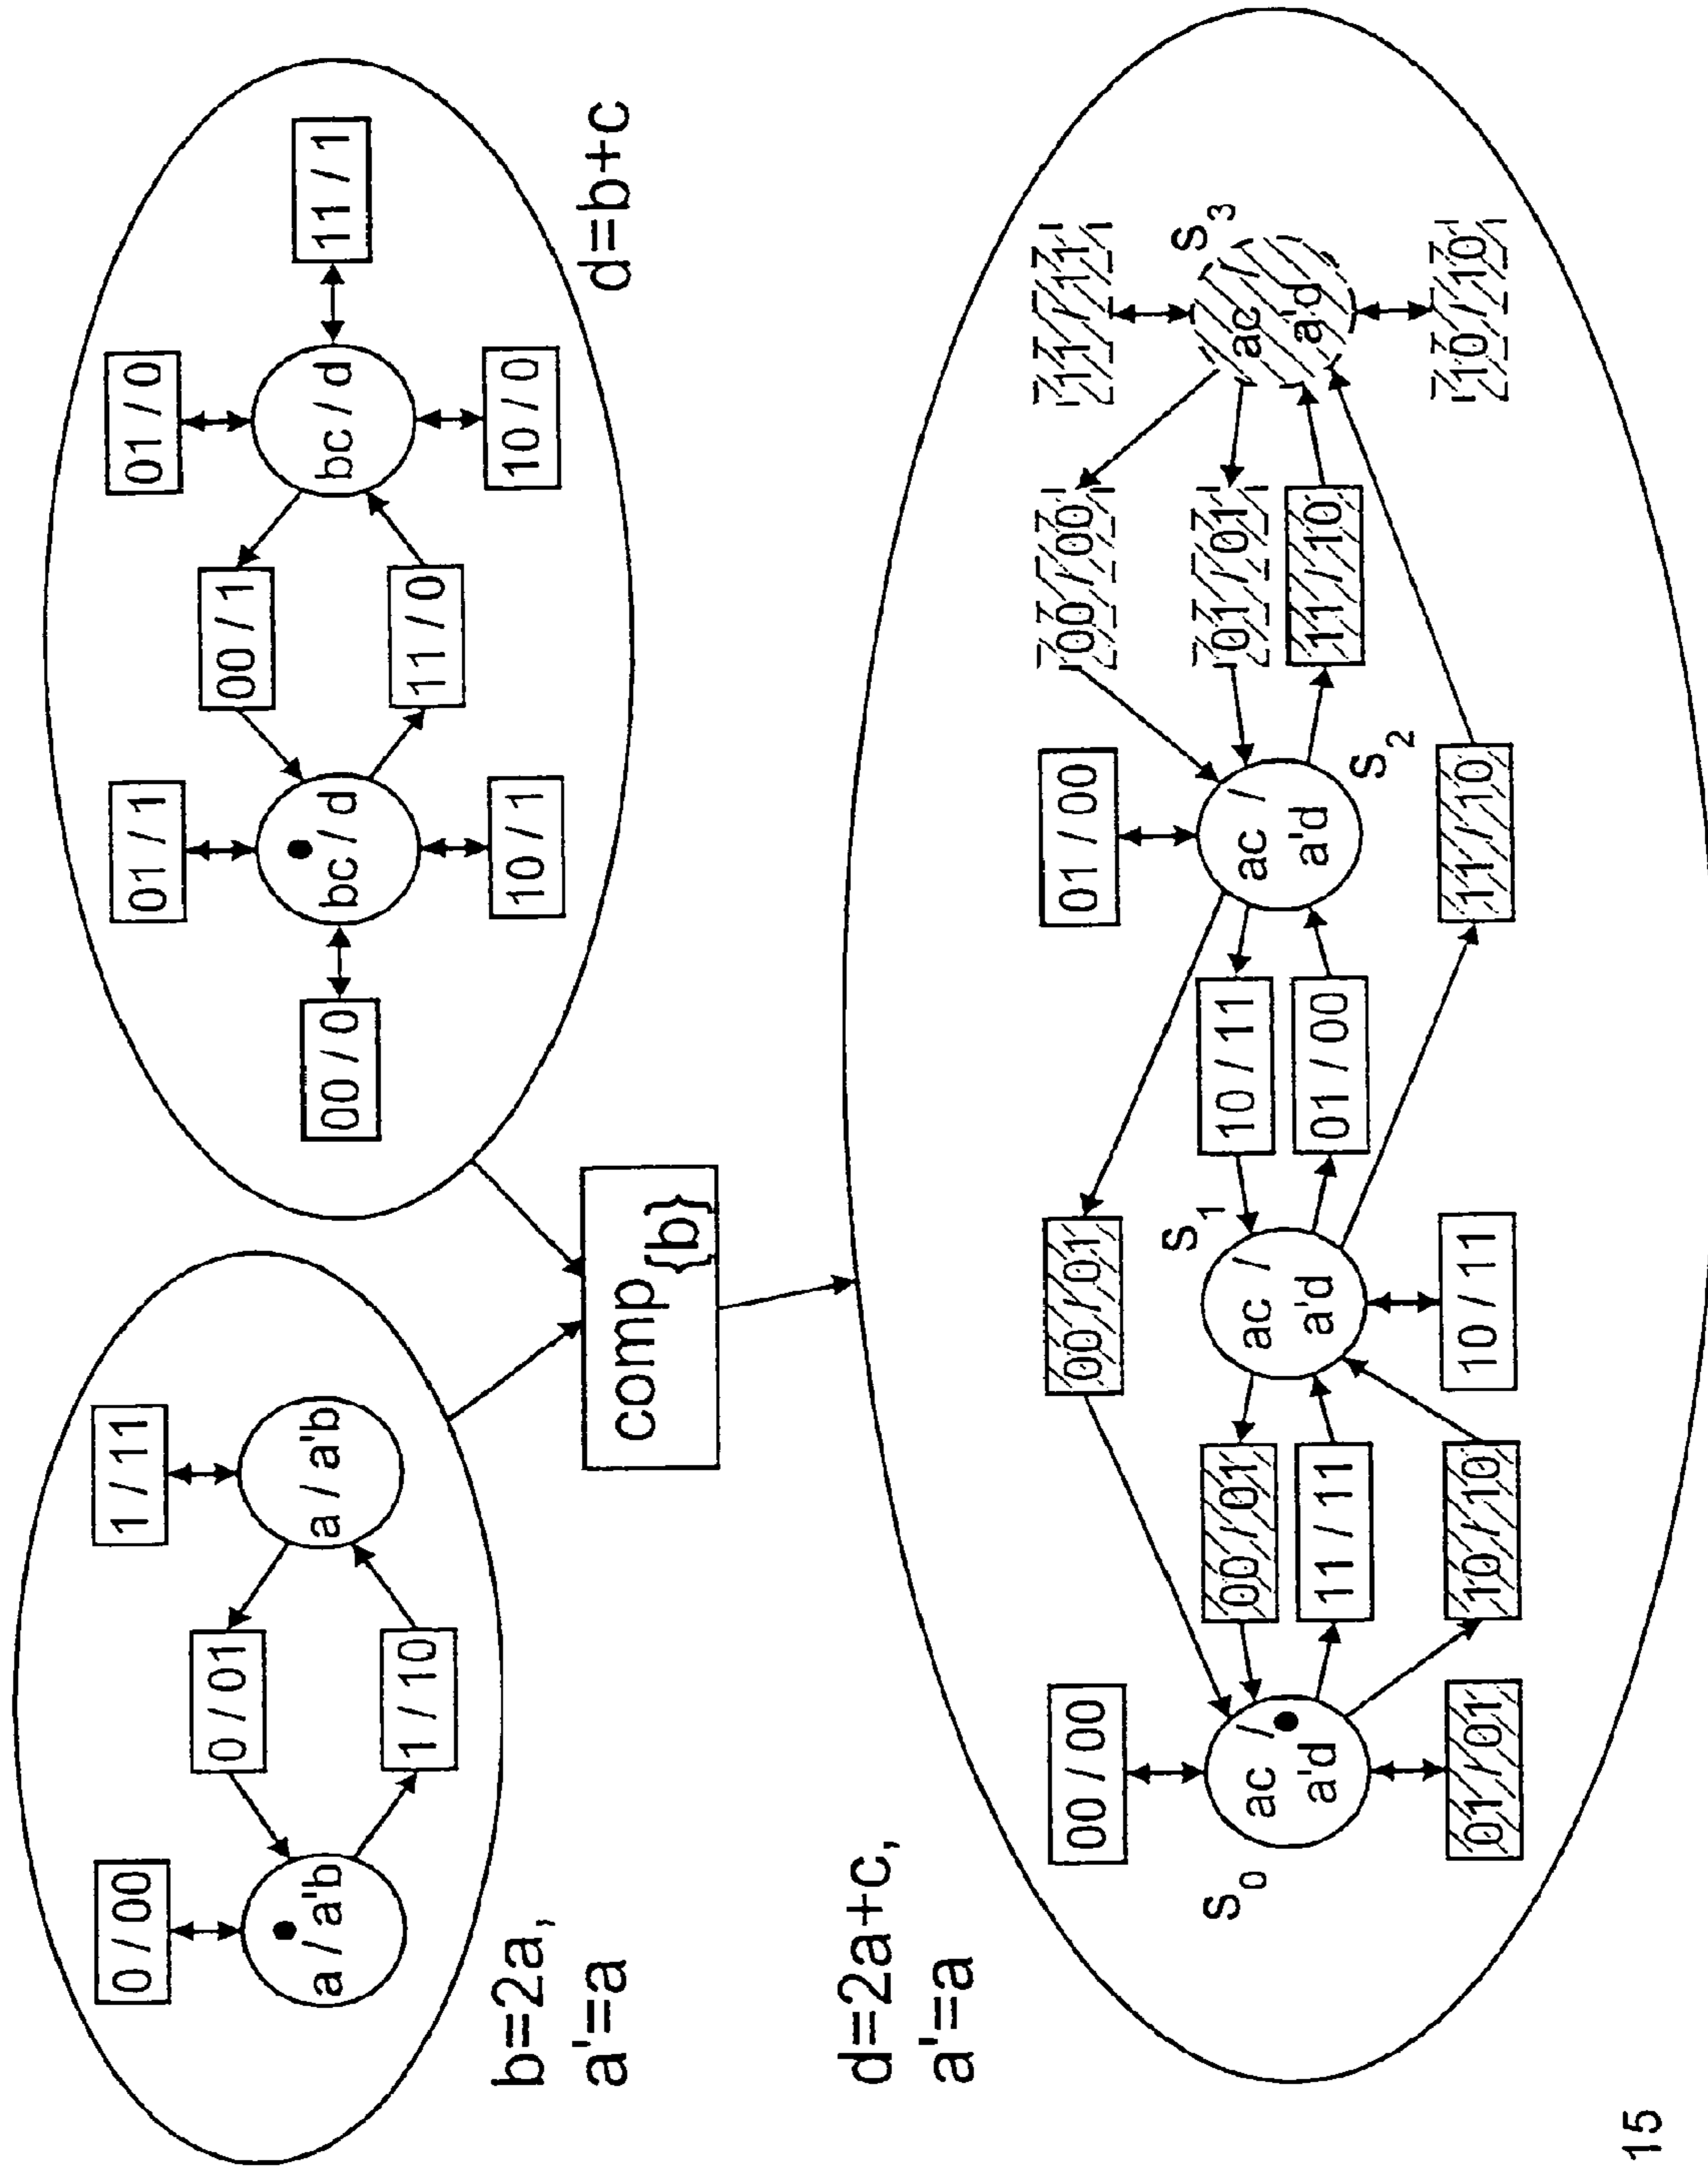 0 / 00
1 / 11
0 / 01
a / a'b
a / a'b
1 / 10
b=2a,
a'=a
01 / 1
01 / 0
00 / 1
00 / 0
bc / d
bc / d
11 / 1
11 / 0
10 / 1
10 / 0
d=b+c
comp{b}
d=2a+c,
a'=a
00 / 00
00 / 01
01 / 00
00 / 00
11 / 11
S0
S1
S3
00 / 01
10 / 11
01 / 01
ac /
a'd
ac /
a'd
ac /
a'd
ac /
a'd
11 / 11
01 / 00
11 / 10
S2
01 / 01
10 / 10
10 / 11
11 / 10
10 / 10
15